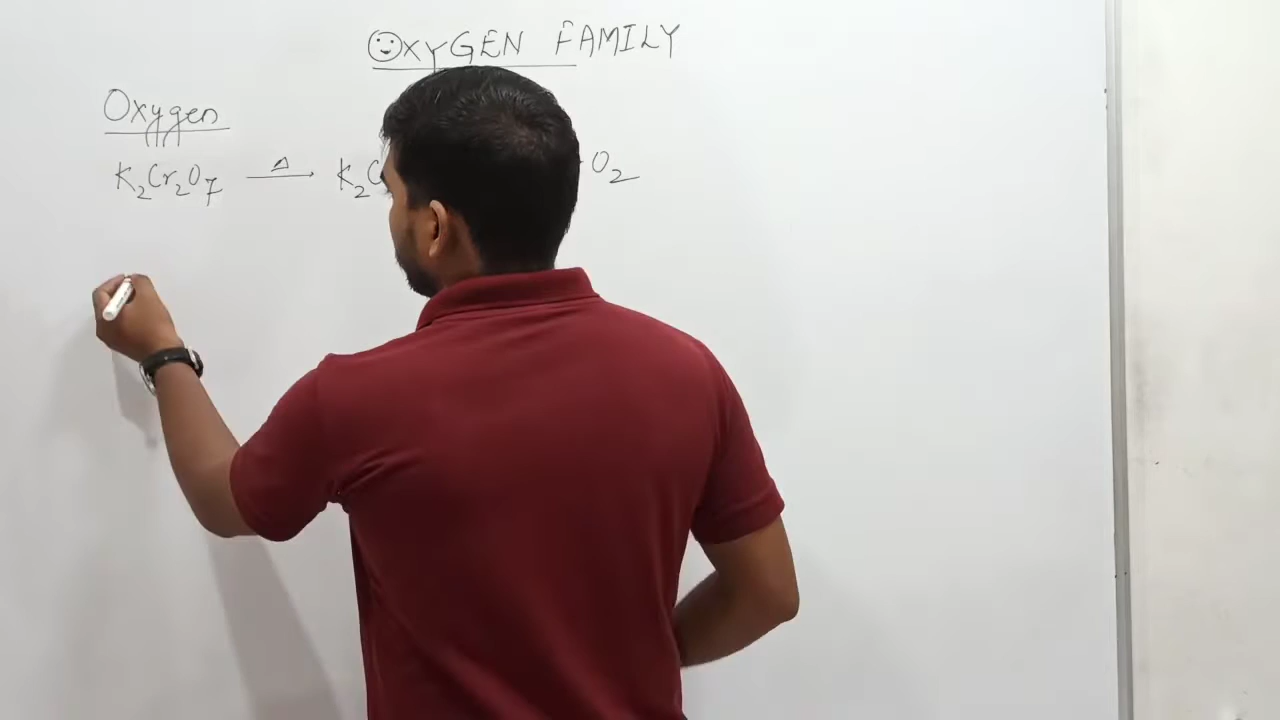 OXYGEN FAMILY
Oxygen
K₂Cr₂O₇ —Δ→ K₂C O₂